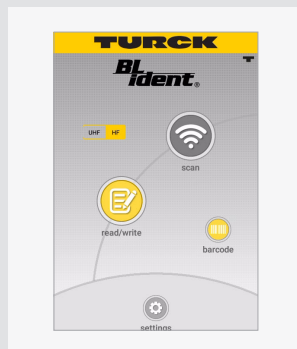 TURCK
BL
ident®
UHF HF
scan
read/write
barcode
settings